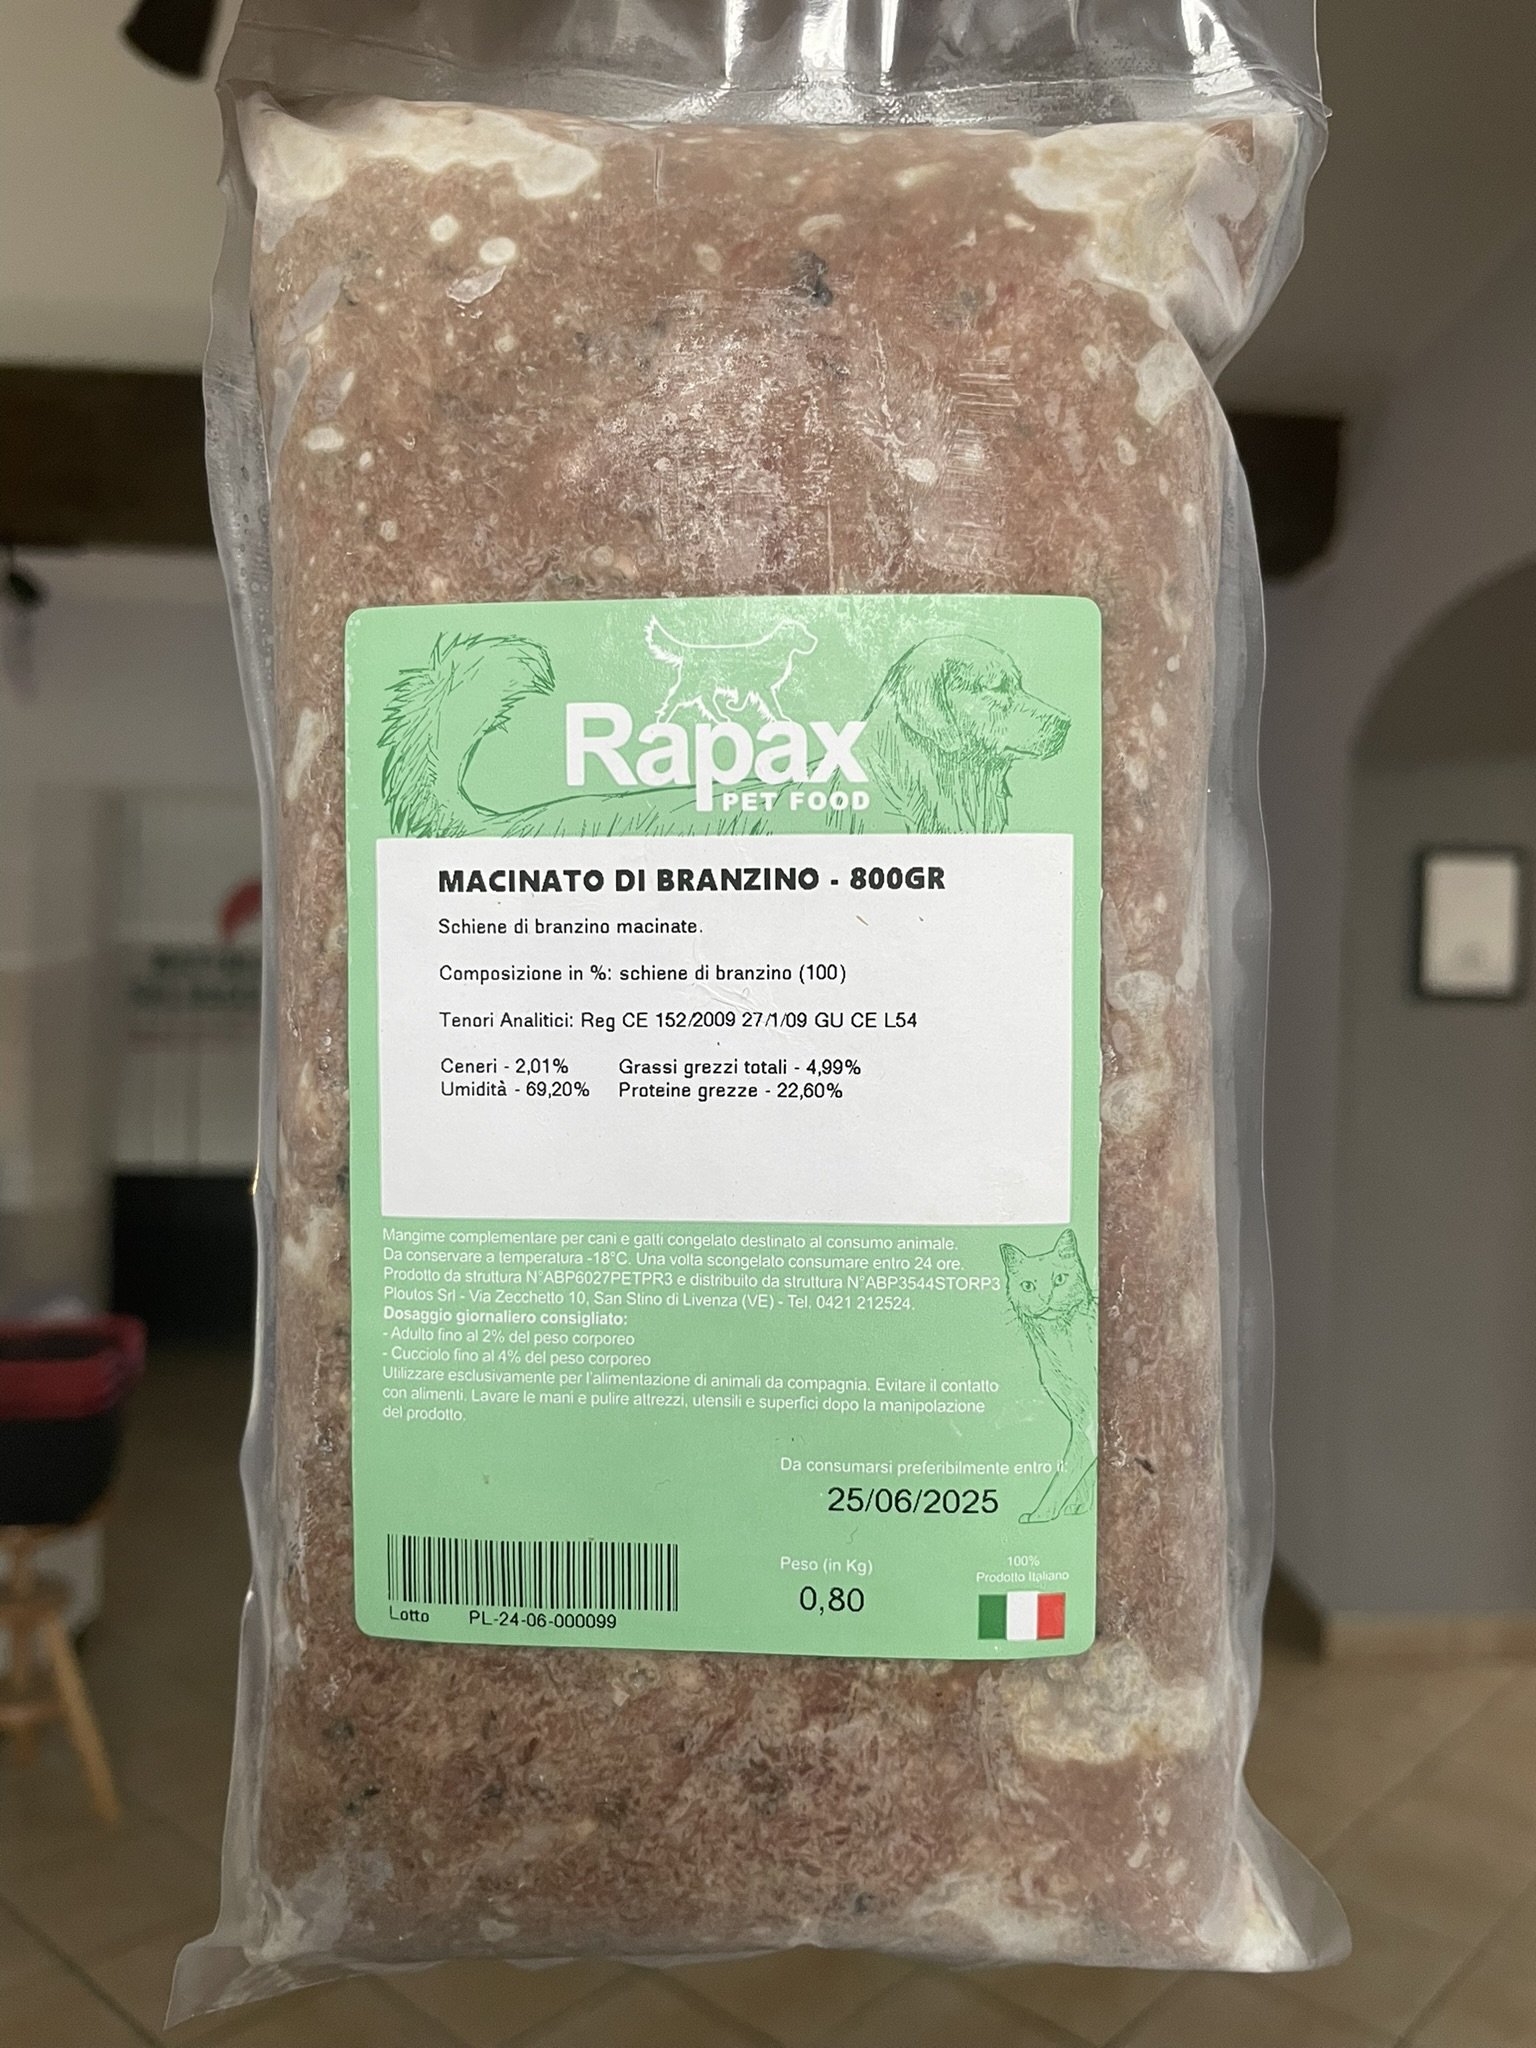 Rapax
PET FOOD
MACINATO DI BRANZINO - 800GR
Schiene di branzino macinate.
Composizione in %: schiene di branzino (100)
Tenori Analitici: Reg CE 152/2009 27/1/09 GU CE L54
Ceneri - 2,01% Grassi grezzi totali - 4,99%
Umidità - 69,20% Proteine grezze - 22,60%
Mangime complementare per cani e gatti congelato destinato al consumo animale.
Da conservare a temperatura -18°C. Una volta scongelato consumare entro 24 ore.
Prodotto da struttura N°ABP6027PETPR3 e distribuito da struttura N°ABP3544STORP3
Ploutos Srl - Via Zecchetto 10, San Stino di Livenza (VE) - Tel. 0421 212524.
Dosaggio giornaliero consigliato:
- Adulto fino al 2% del peso corporeo
- Cucciolo fino al 4% del peso corporeo
Utilizzare esclusivamente per l'alimentazione di animali da compagnia. Evitare il contatto
con alimenti. Lavare le mani e pulire attrezzi, utensili e superfici dopo la manipolazione
del prodotto.
Da consumarsi preferibilmente entro il:
25/06/2025
Peso (in Kg)
0,80
100%
Prodotto Italiano
Lotto PL-24-06-000099